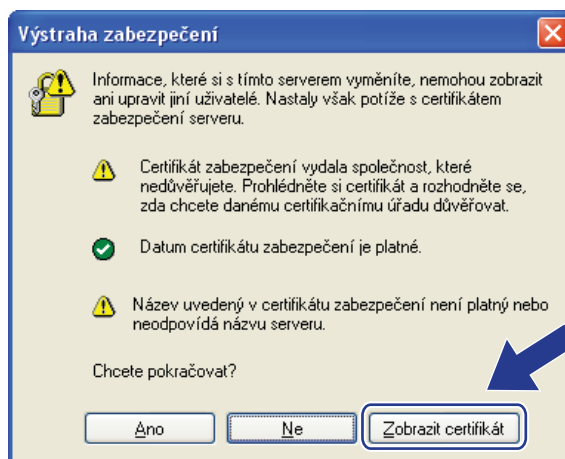 Výstraha zabezpečení
Informace, které si s tímto serverem vyměníte, nemohou zobrazit
ani upravit jiní uživatelé. Nastaly však potíže s certifikátem
zabezpečení serveru.
Certifikát zabezpečení vydala společnost, které
nedůvěřujete. Prohlédněte si certifikát a rozhodněte se,
zda chcete danému certifikačnímu úřadu důvěřovat.
Datum certifikátu zabezpečení je platné.
Název uvedený v certifikátu zabezpečení není platný nebo
neodpovídá názvu serveru.
Chcete pokračovat?
Ano Ne Zobrazit certifikát